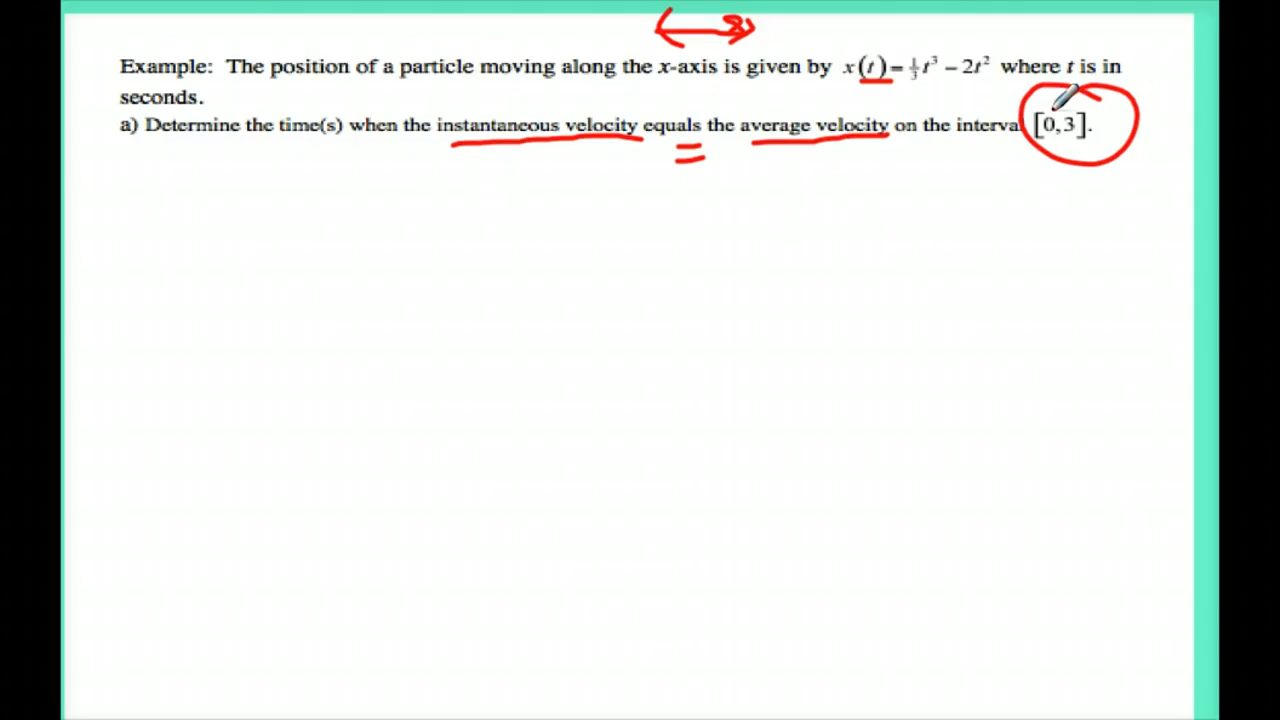 Example: The position of a particle moving along the x-axis is given by x(t) = ⅓t³ − 2t² where t is in
seconds.
a) Determine the time(s) when the instantaneous velocity equals the average velocity on the interva [0,3].
=